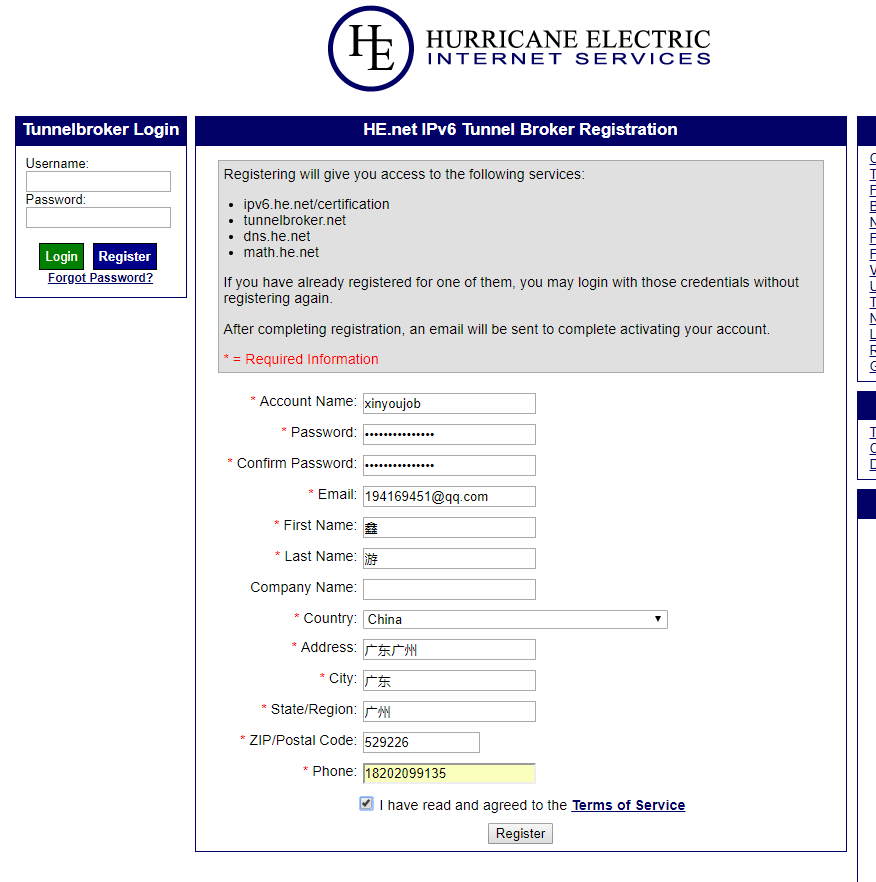 HE
HURRICANE ELECTRIC
INTERNET SERVICES
Tunnelbroker Login
Username:
Password:
Login Register
Forgot Password?
HE.net IPv6 Tunnel Broker Registration
Registering will give you access to the following services:
• ipv6.he.net/certification
• tunnelbroker.net
• dns.he.net
• math.he.net
If you have already registered for one of them, you may login with those credentials without
registering again.
After completing registration, an email will be sent to complete activating your account.
* = Required Information
* Account Name: xinyoujob
* Password: •••••••••••••••
* Confirm Password: •••••••••••••••
* Email: 194169451@qq.com
* First Name: 鑫
* Last Name: 游
Company Name:
* Country: China
* Address: 广东广州
* City: 广东
* State/Region: 广州
* ZIP/Postal Code: 529226
* Phone: 18202099135
I have read and agreed to the Terms of Service
Register